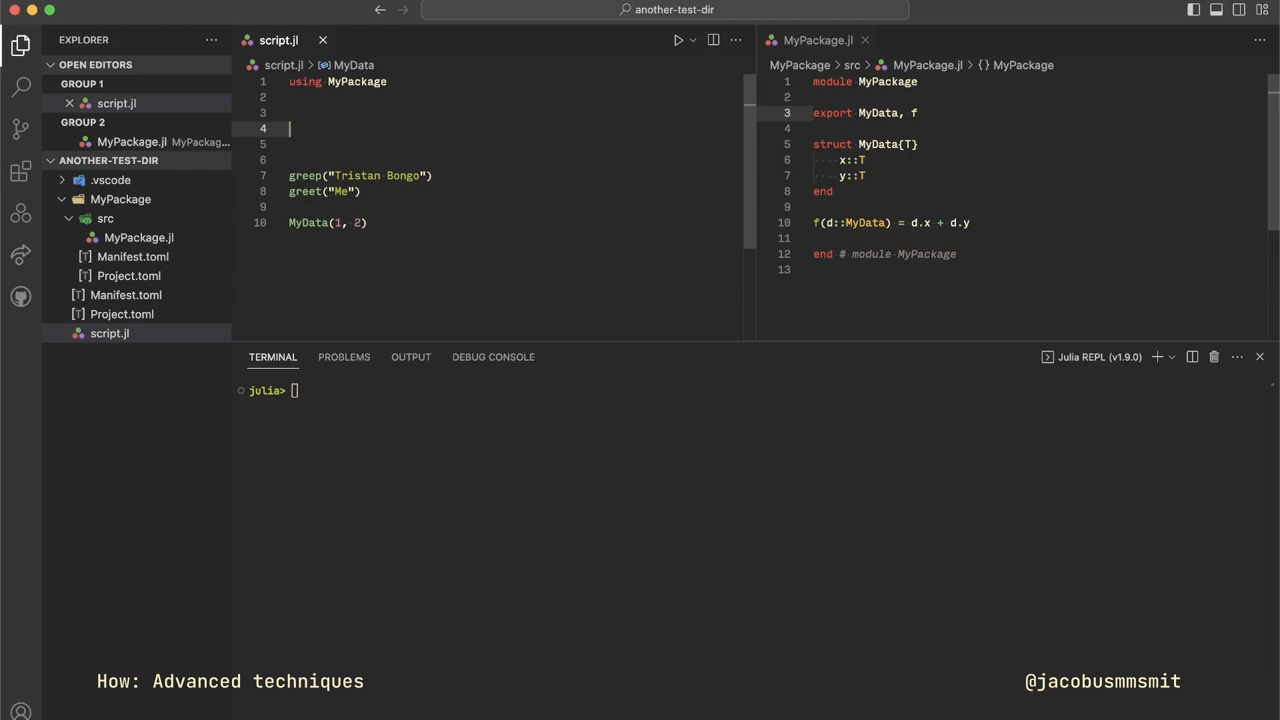 another-test-dir
EXPLORER
OPEN EDITORS
GROUP 1
script.jl
GROUP 2
MyPackage.jl MyPackag...
ANOTHER-TEST-DIR
.vscode
MyPackage
src
MyPackage.jl
[T] Manifest.toml
[T] Project.toml
[T] Manifest.toml
[T] Project.toml
script.jl
script.jl
script.jl > MyData
1 using MyPackage
2
3
4
5
6
7 greep("Tristan Bongo")
8 greet("Me")
9
10 MyData(1, 2)
MyPackage.jl
MyPackage > src > MyPackage.jl > {} MyPackage
1 module MyPackage
2
3 export MyData, f
4
5 struct MyData{T}
6 x::T
7 y::T
8 end
9
10 f(d::MyData) = d.x + d.y
11
12 end # module MyPackage
13
TERMINAL PROBLEMS OUTPUT DEBUG CONSOLE
Julia REPL (v1.9.0)
julia>
How: Advanced techniques
@jacobusmmsmit